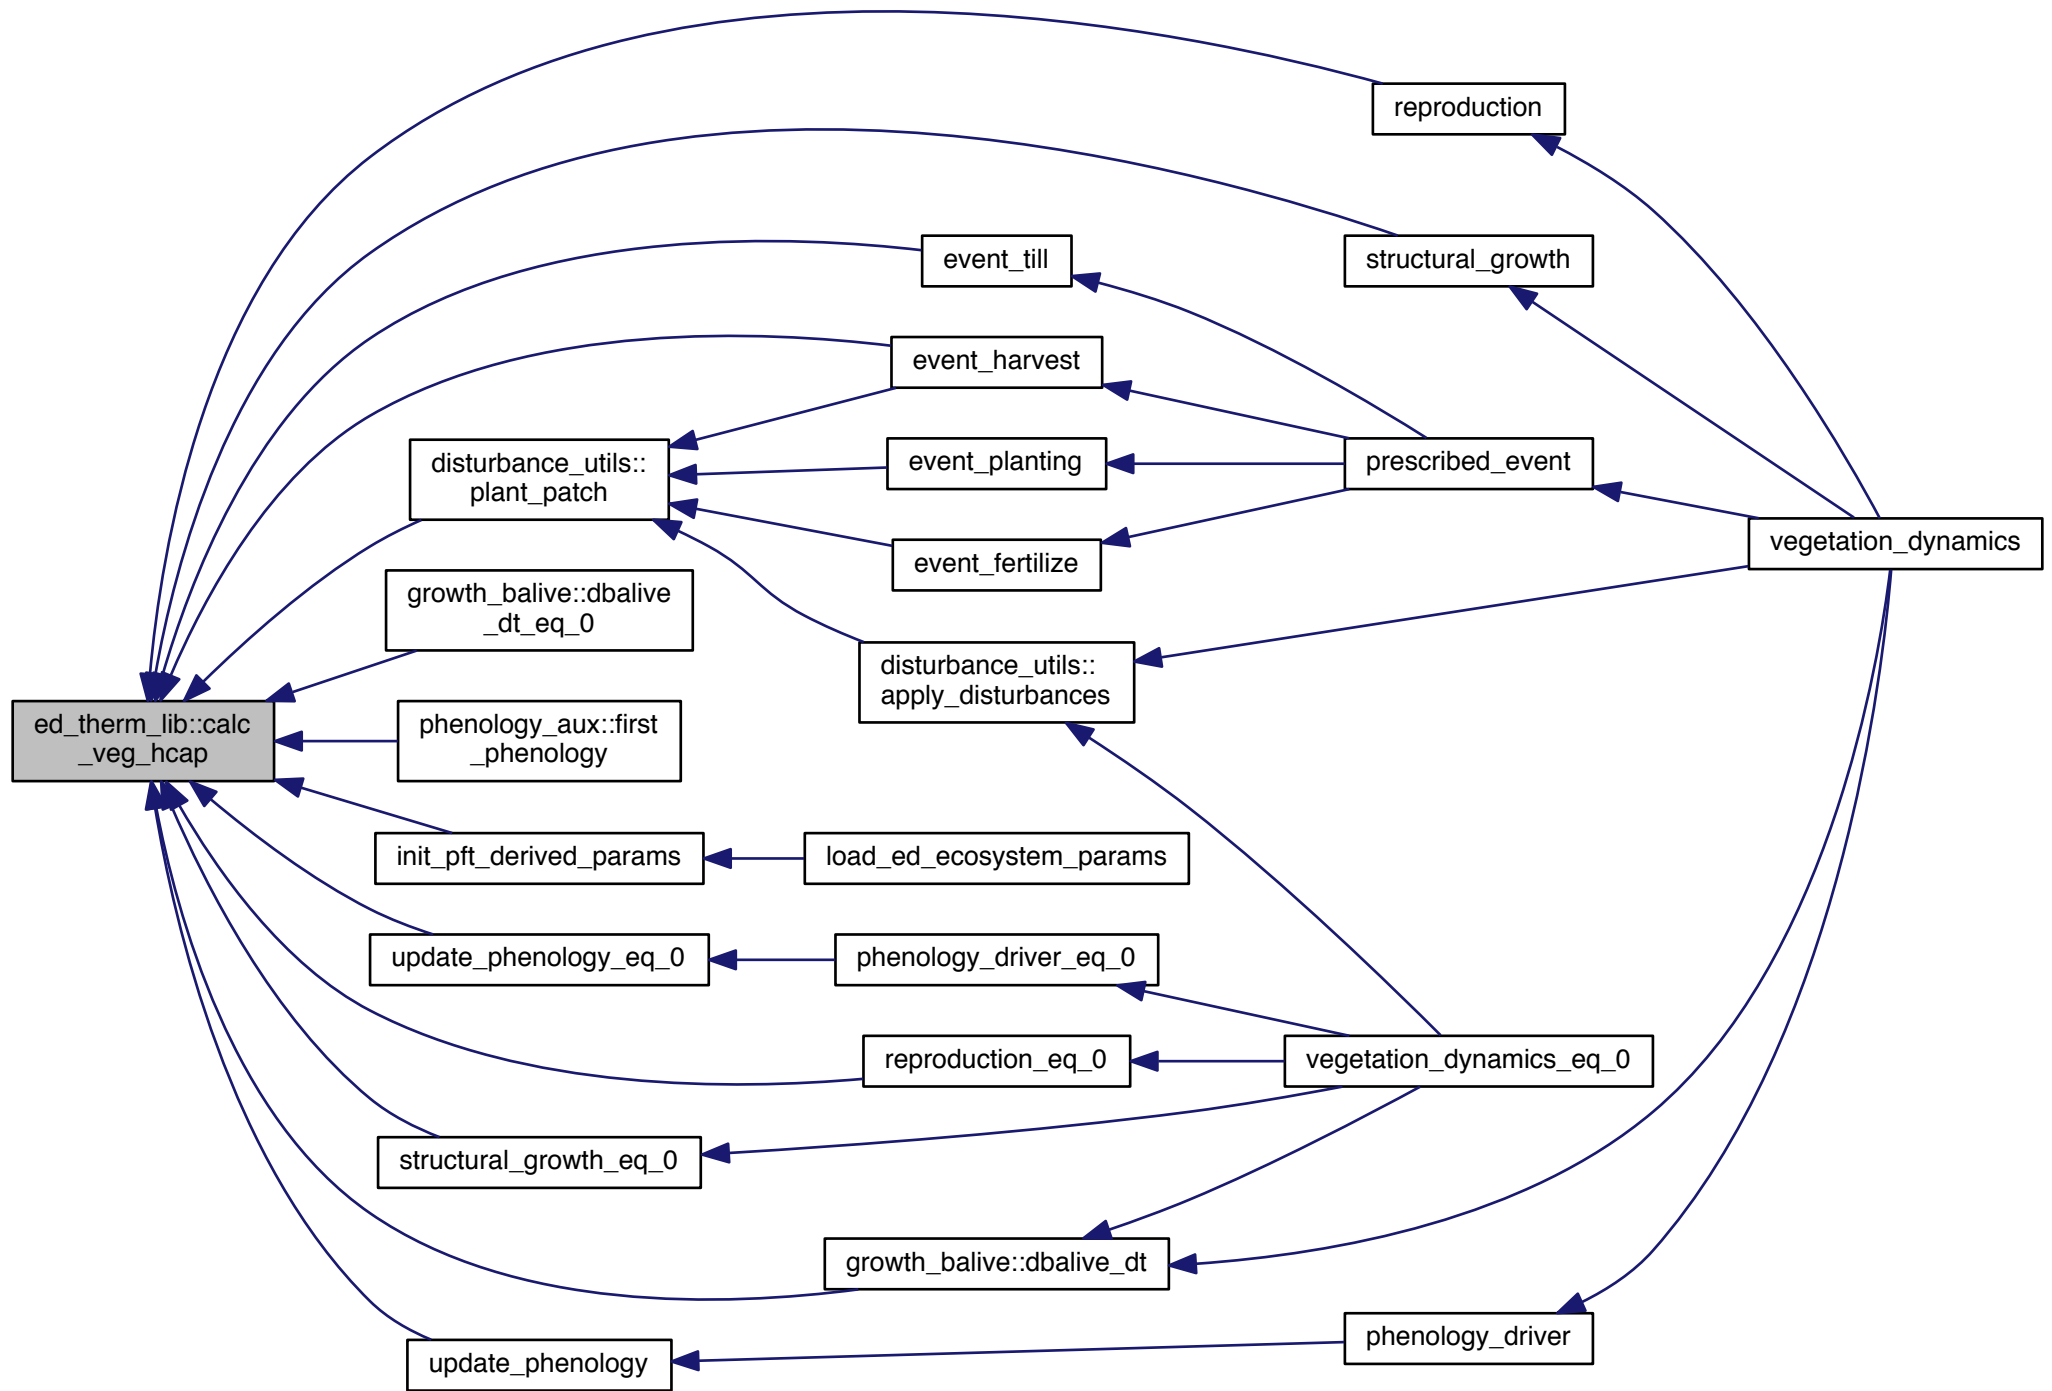 reproduction
structural_growth
event_till
event_harvest
disturbance_utils::
plant_patch
event_planting
prescribed_event
event_fertilize
vegetation_dynamics
growth_balive::dbalive
_dt_eq_0
disturbance_utils::
apply_disturbances
ed_therm_lib::calc
_veg_hcap
phenology_aux::first
_phenology
init_pft_derived_params
load_ed_ecosystem_params
update_phenology_eq_0
phenology_driver_eq_0
reproduction_eq_0
vegetation_dynamics_eq_0
structural_growth_eq_0
growth_balive::dbalive_dt
phenology_driver
update_phenology